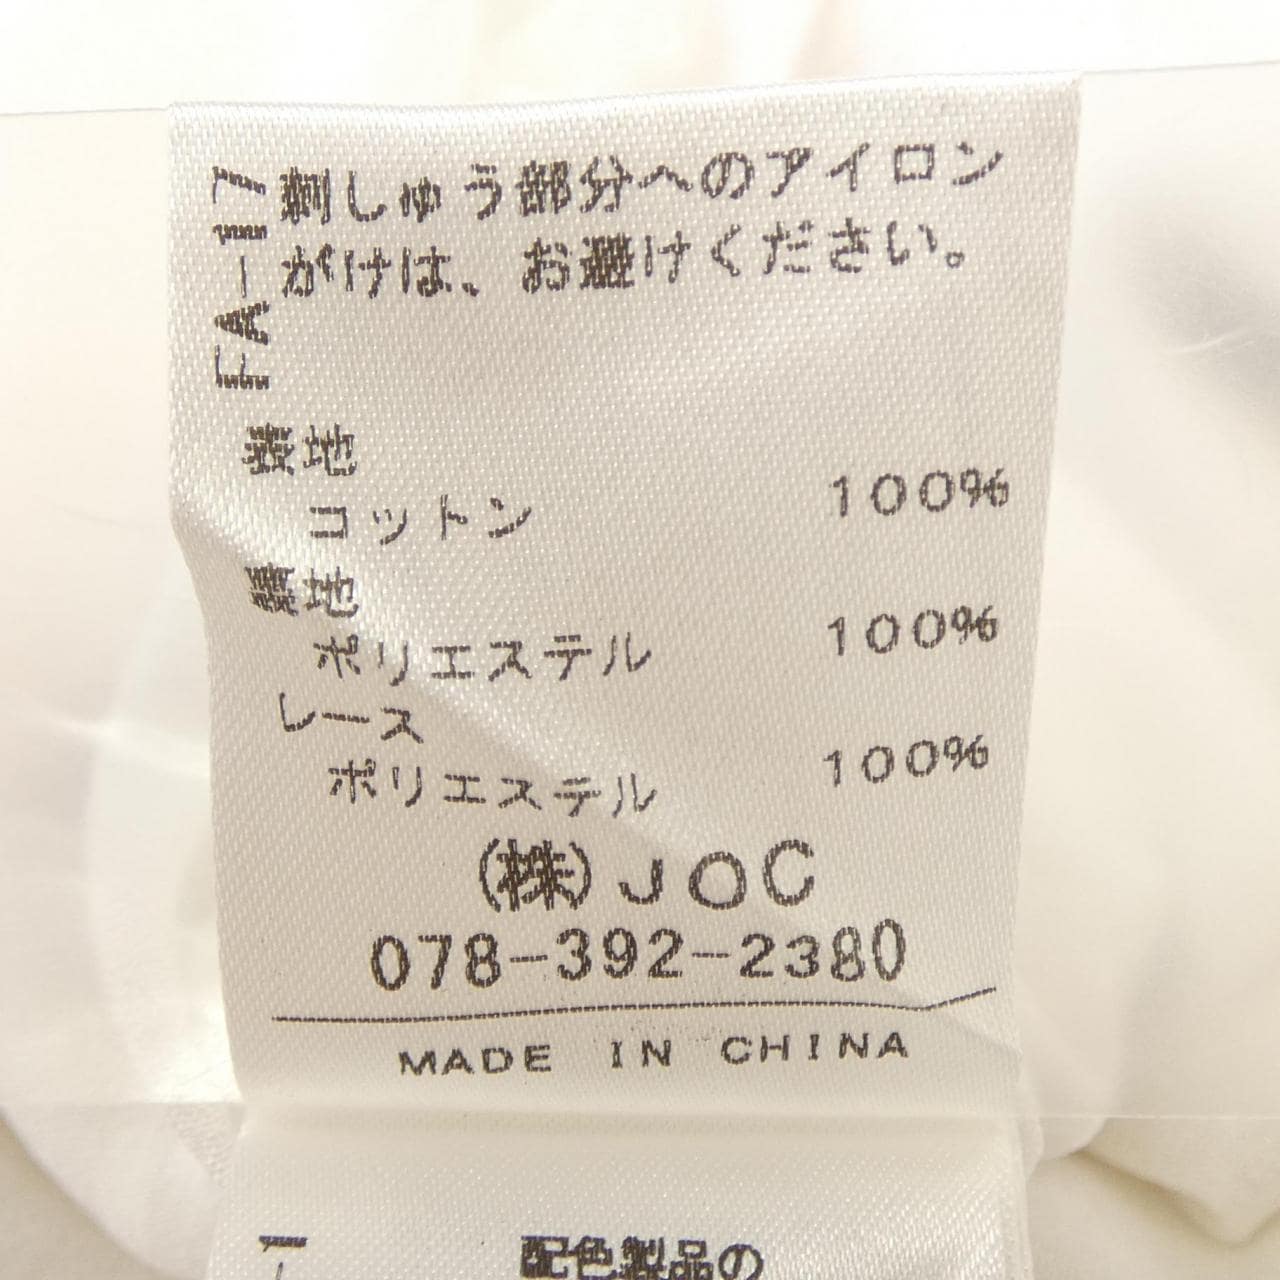 刺しゅう部分へのアイロン
がけは、お避けください。
表地
コットン 100%
裏地
ポリエステル 100%
レース
ポリエステル 100%
(株)JOC
078-392-2380
MADE IN CHINA
配色製品の